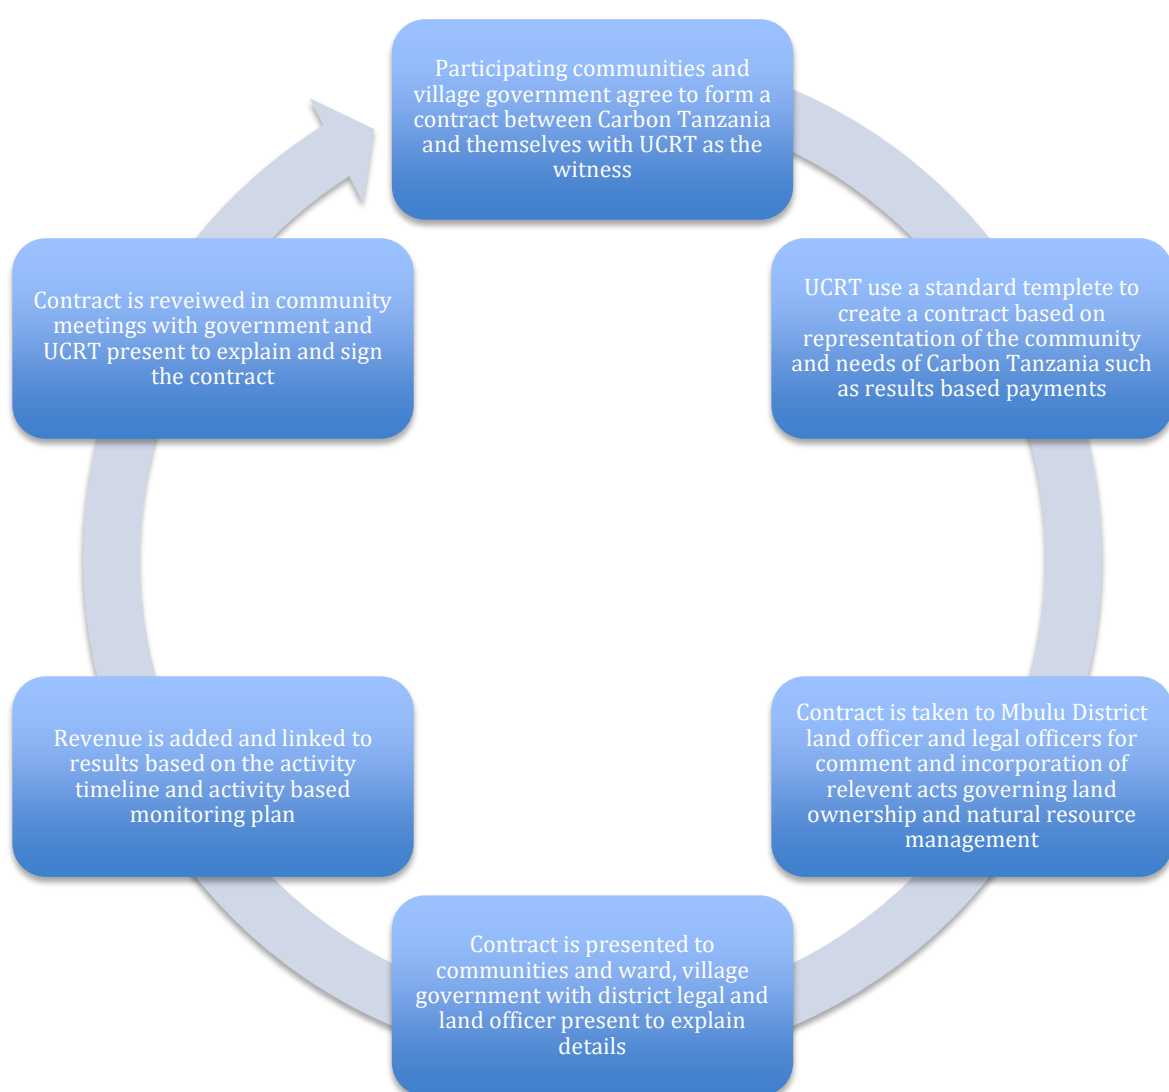 Participating communities and
village government agree to form a
contract between Carbon Tanzania
and themselves with UCRT as the
witness
UCRT use a standard templete to
create a contract based on
representation of the community
and needs of Carbon Tanzania such
as results based payments
Contract is taken to Mbulu District
land officer and legal officers for
comment and incorporation of
relevent acts governing land
ownership and natural resource
management
Contract is presented to
communities and ward, village
government with district legal and
land officer present to explain
details
Revenue is added and linked to
results based on the activity
timeline and activity based
monitoring plan
Contract is reveiwed in community
meetings with government and
UCRT present to explain and sign
the contract